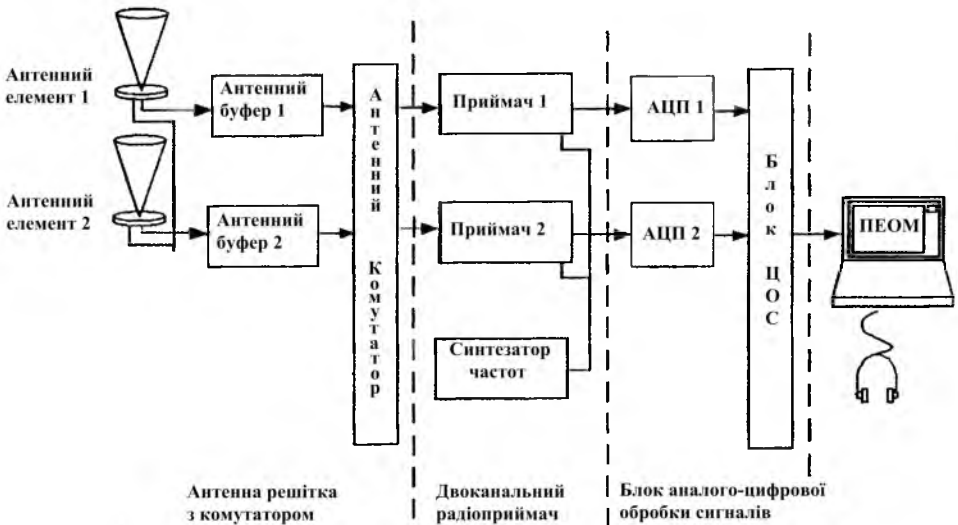 Антенний
елемент 1
Антенний
буфер 1
Антенний
елемент 2
Антенний
буфер 2
Антенний Комутатор
Приймач 1
Приймач 2
Синтезатор
частот
АЦП 1
АЦП 2
Блок ЦОС
ПЕОМ
Антенна решітка
з комутатором
Двоканальний
радіоприймач
Блок аналого-цифрової
обробки сигналів